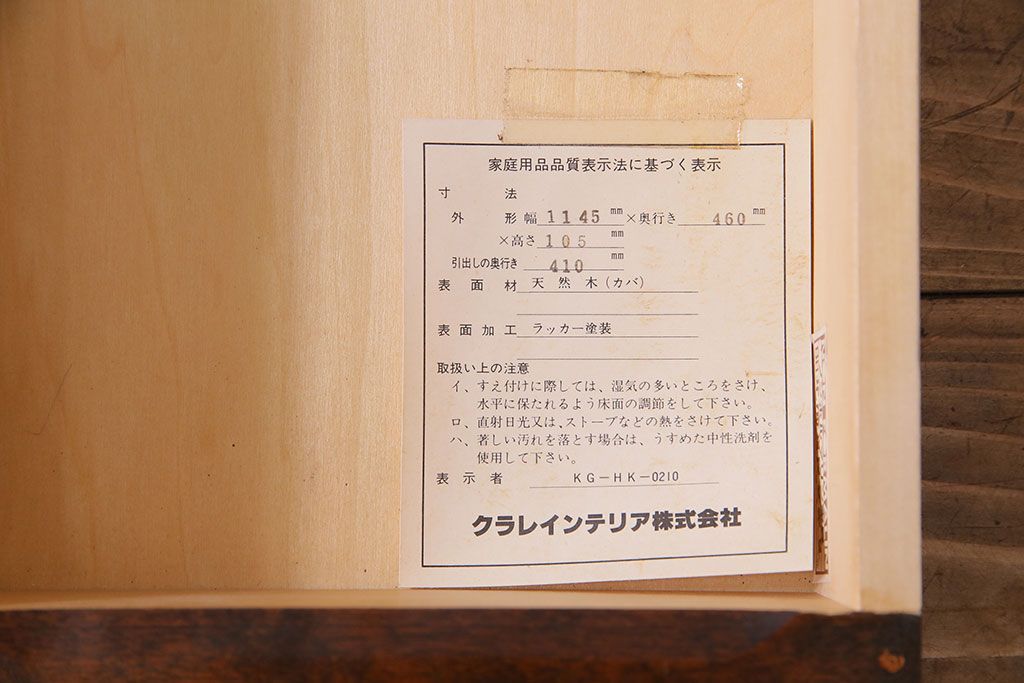 家庭用品品質表示法に基づく表示
寸法
外形 幅 1145 mm ×奥行き 460 mm
×高さ 105 mm
引出しの奥行き 410 mm
表面材 天然木(カバ)
表面加工 ラッカー塗装
取扱い上の注意
イ、すえ付けに際しては、湿気の多いところをさけ、
水平に保たれるよう床面の調節をして下さい。
ロ、直射日光又は、ストーブなどの熱をさけて下さい。
ハ、著しい汚れを落とす場合は、うすめた中性洗剤を
使用して下さい。
表示者 KG-HK-0210
クラレインテリア株式会社